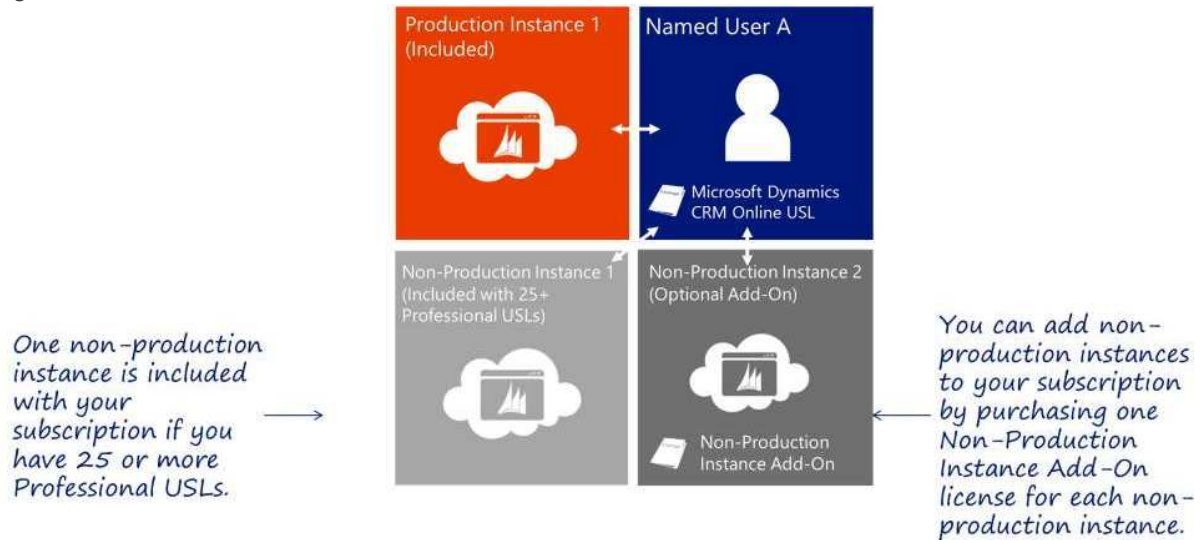 Production Instance 1
(Included)
Named User A
Microsoft Dynamics
CRM Online USL
Non-Production Instance 1
(Included with 25+
Professional USLs)
Non-Production Instance 2
(Optional Add-On)
Non-Production
Instance Add-On
One non-production
instance is included
with your
subscription if you
have 25 or more
Professional USLs.
You can add non-
production instances
to your subscription
by purchasing one
Non-Production
Instance Add-On
license for each non-
production instance.